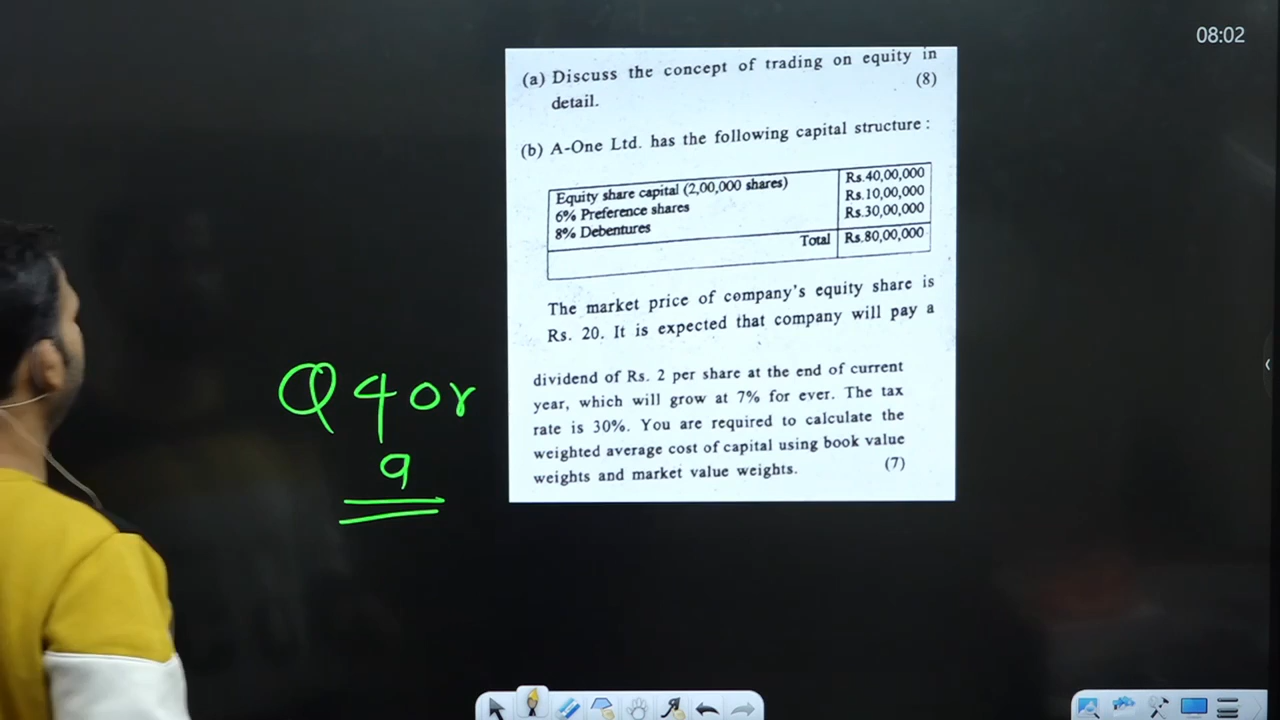 08:02
(a) Discuss the concept of trading on equity in
detail. (8)
(b) A-One Ltd. has the following capital structure :
Equity share capital (2,00,000 shares) Rs.40,00,000
6% Preference shares Rs.10,00,000
8% Debentures Rs.30,00,000
Total Rs.80,00,000
The market price of company's equity share is
Rs. 20. It is expected that company will pay a
dividend of Rs. 2 per share at the end of current
year, which will grow at 7% for ever. The tax
rate is 30%. You are required to calculate the
weighted average cost of capital using book value
weights and market value weights. (7)
Q 4 or
a